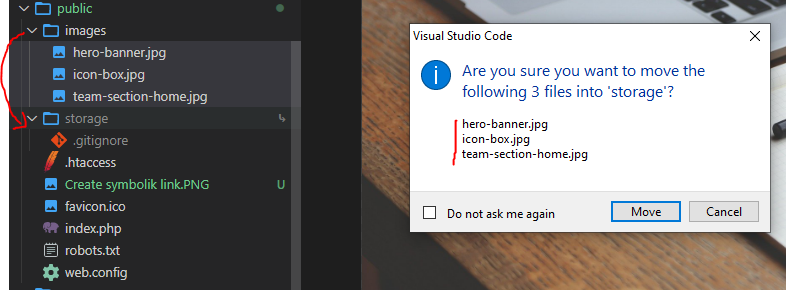 public
images
hero-banner.jpg
icon-box.jpg
team-section-home.jpg
storage
.gitignore
.htaccess
Create symbolik link.PNG U
favicon.ico
index.php
robots.txt
web.config
Visual Studio Code
Are you sure you want to move the
following 3 files into 'storage'?
hero-banner.jpg
icon-box.jpg
team-section-home.jpg
Do not ask me again
Move
Cancel